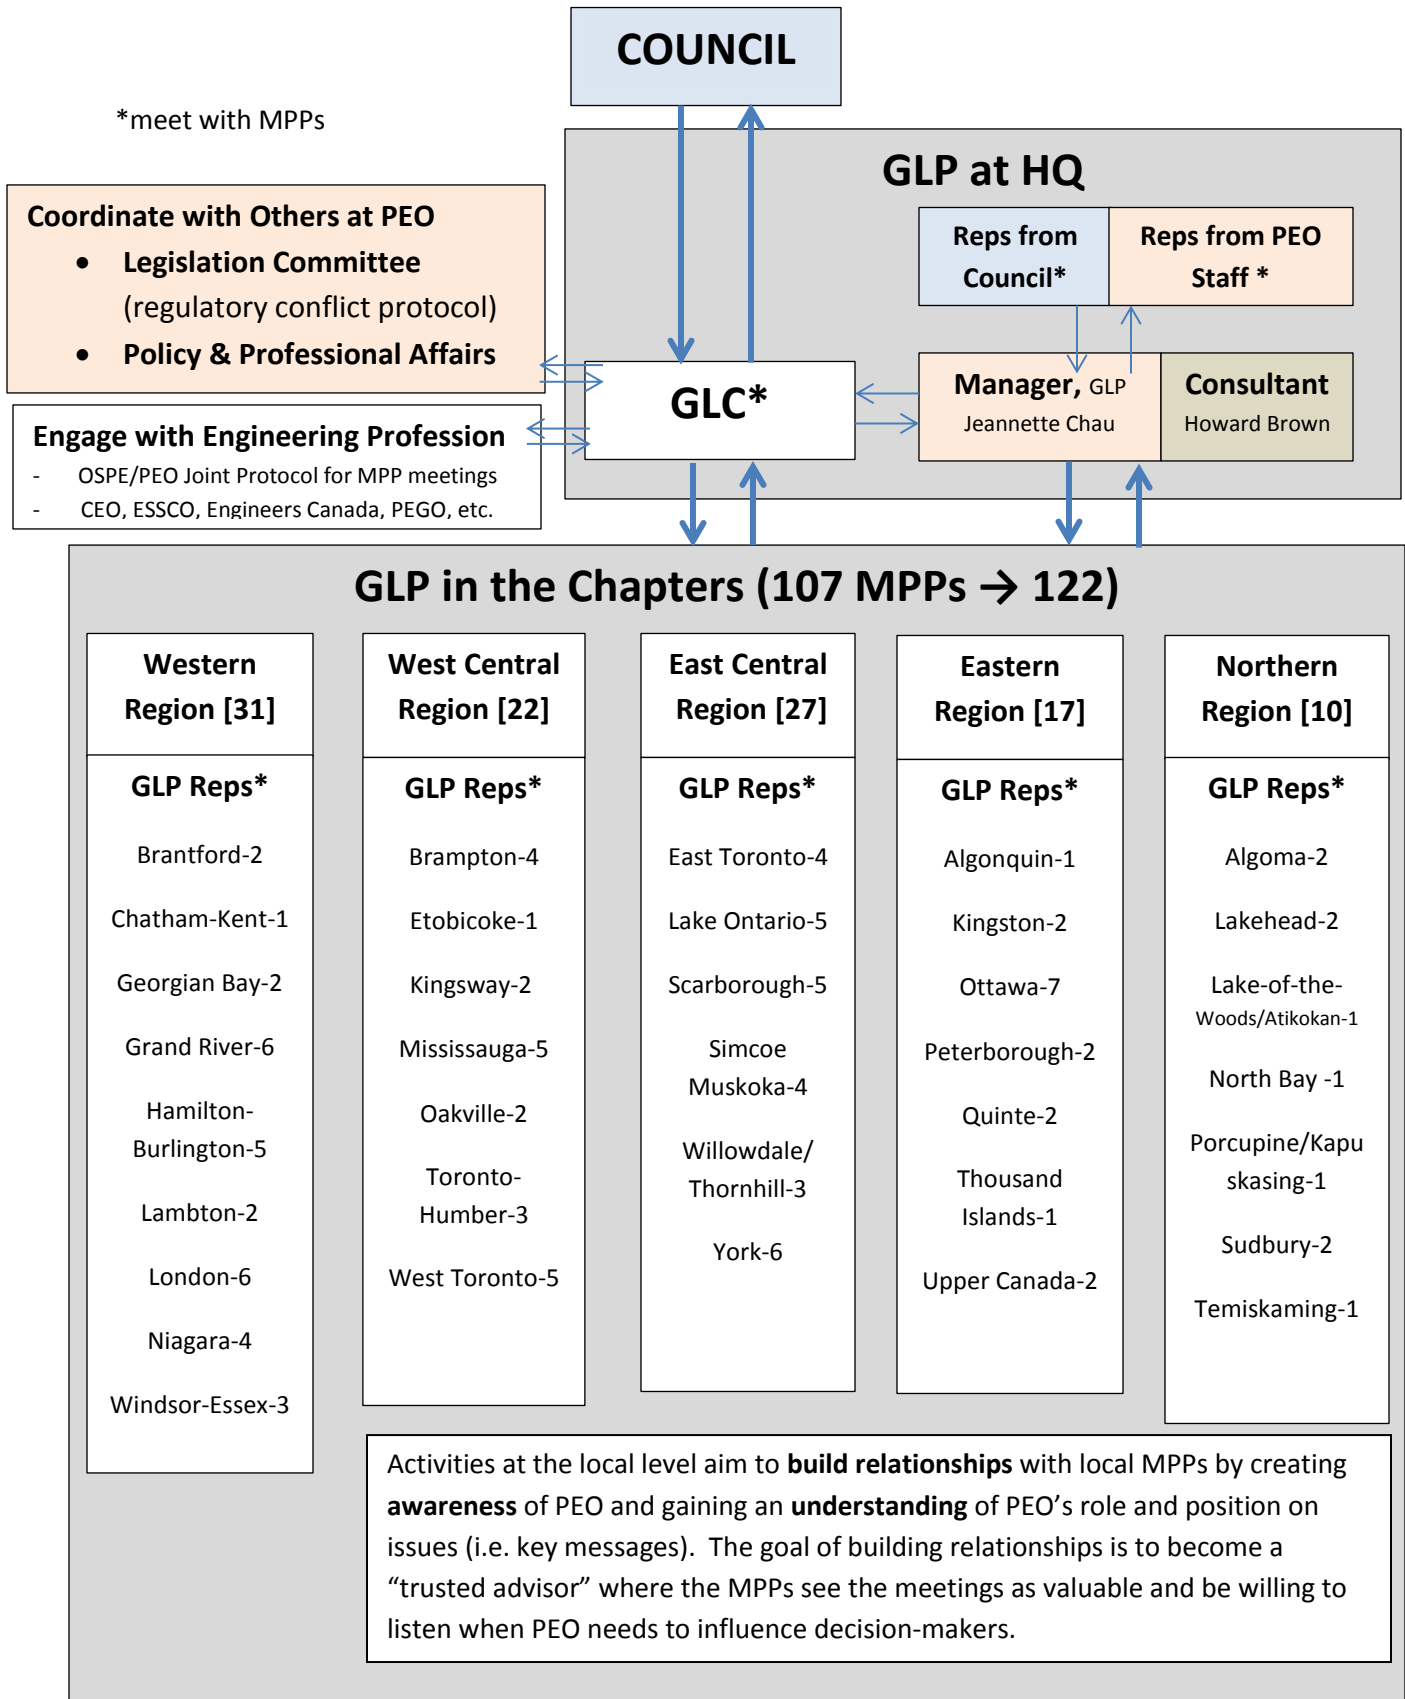 COUNCIL
*meet with MPPs
GLP at HQ
Coordinate with Others at PEO
• Legislation Committee
(regulatory conflict protocol)
• Policy & Professional Affairs
Reps from
Council*
Reps from PEO
Staff *
GLC*
Manager, GLP
Jeannette Chau
Consultant
Howard Brown
Engage with Engineering Profession
- OSPE/PEO Joint Protocol for MPP meetings
- CEO, ESSCO, Engineers Canada, PEGO, etc.
GLP in the Chapters (107 MPPs → 122)
Western
Region [31]
GLP Reps*
Brantford-2
Chatham-Kent-1
Georgian Bay-2
Grand River-6
Hamilton-
Burlington-5
Lambton-2
London-6
Niagara-4
Windsor-Essex-3
West Central
Region [22]
GLP Reps*
Brampton-4
Etobicoke-1
Kingsway-2
Mississauga-5
Oakville-2
Toronto-
Humber-3
West Toronto-5
East Central
Region [27]
GLP Reps*
East Toronto-4
Lake Ontario-5
Scarborough-5
Simcoe
Muskoka-4
Willowdale/
Thornhill-3
York-6
Eastern
Region [17]
GLP Reps*
Algonquin-1
Kingston-2
Ottawa-7
Peterborough-2
Quinte-2
Thousand
Islands-1
Upper Canada-2
Northern
Region [10]
GLP Reps*
Algoma-2
Lakehead-2
Lake-of-the-
Woods/Atikokan-1
North Bay -1
Porcupine/Kapu
skasing-1
Sudbury-2
Temiskaming-1
Activities at the local level aim to build relationships with local MPPs by creating
awareness of PEO and gaining an understanding of PEO’s role and position on
issues (i.e. key messages).  The goal of building relationships is to become a
“trusted advisor” where the MPPs see the meetings as valuable and be willing to
listen when PEO needs to influence decision-makers.